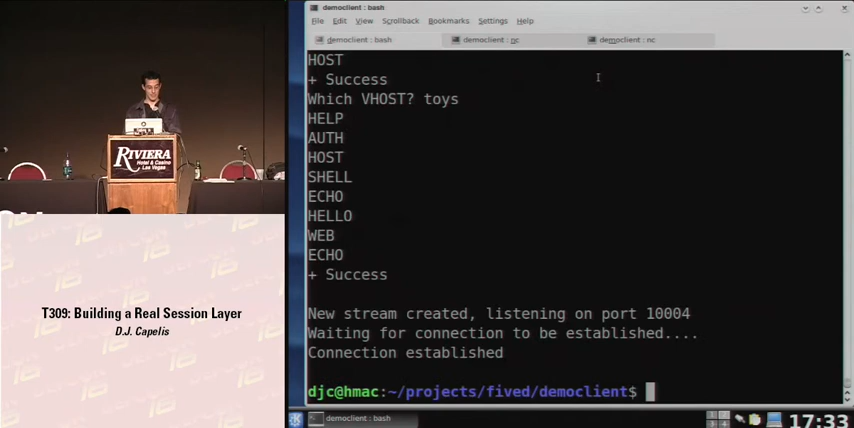 democlient : bash
File Edit View Scrollback Bookmarks Settings Help
democlient : bash democlient : nc democlient : nc
HOST
+ Success
Which VHOST? toys
HELP
AUTH
HOST
SHELL
ECHO
HELLO
WEB
ECHO
+ Success
New stream created, listening on port 10004
Waiting for connection to be established....
Connection established
djc@hmac:~/projects/fived/democlient$
democlient : bash
17:33
RIVIERA
Hotel & Casino
Las Vegas
T309: Building a Real Session Layer
D.J. Capelis